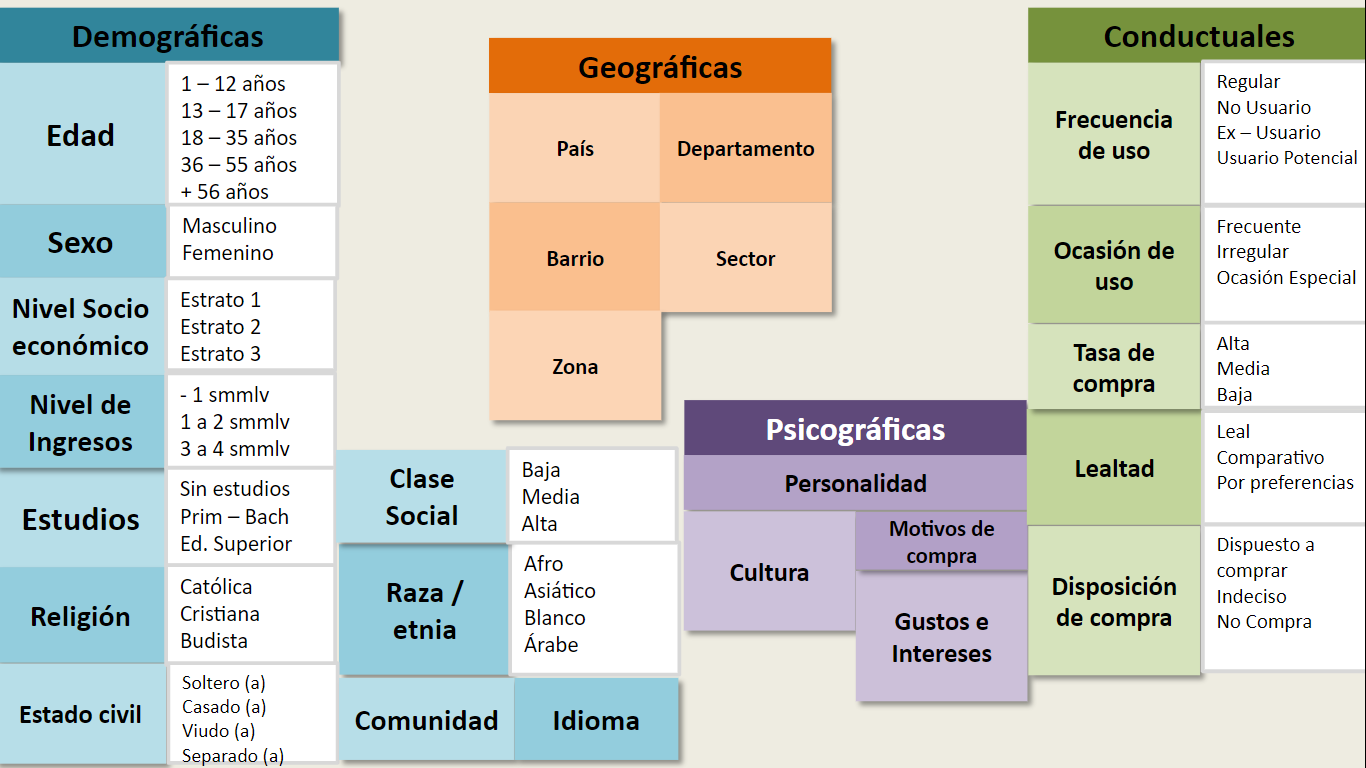 Demográficas
Edad
1 – 12 años
13 – 17 años
18 – 35 años
36 – 55 años
+ 56 años
Sexo
Masculino
Femenino
Nivel Socio
económico
Estrato 1
Estrato 2
Estrato 3
Nivel de
Ingresos
- 1 smmlv
1 a 2 smmlv
3 a 4 smmlv
Estudios
Sin estudios
Prim – Bach
Ed. Superior
Religión
Católica
Cristiana
Budista
Estado civil
Soltero (a)
Casado (a)
Viudo (a)
Separado (a)
Clase
Social
Baja
Media
Alta
Raza /
etnia
Afro
Asiático
Blanco
Árabe
Comunidad
Idioma
Geográficas
País
Departamento
Barrio
Sector
Zona
Psicográficas
Personalidad
Cultura
Motivos de
compra
Gustos e
Intereses
Conductuales
Frecuencia
de uso
Regular
No Usuario
Ex – Usuario
Usuario Potencial
Ocasión de
uso
Frecuente
Irregular
Ocasión Especial
Tasa de
compra
Alta
Media
Baja
Lealtad
Leal
Comparativo
Por preferencias
Disposición
de compra
Dispuesto a
comprar
Indeciso
No Compra